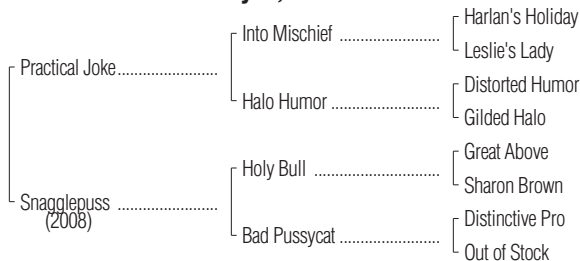 Harlan's Holiday
Into Mischief
Leslie's Lady
Practical Joke
Distorted Humor
Halo Humor
Gilded Halo
Great Above
Holy Bull
Sharon Brown
Snagglepuss
(2008)
Distinctive Pro
Bad Pussycat
Out of Stock